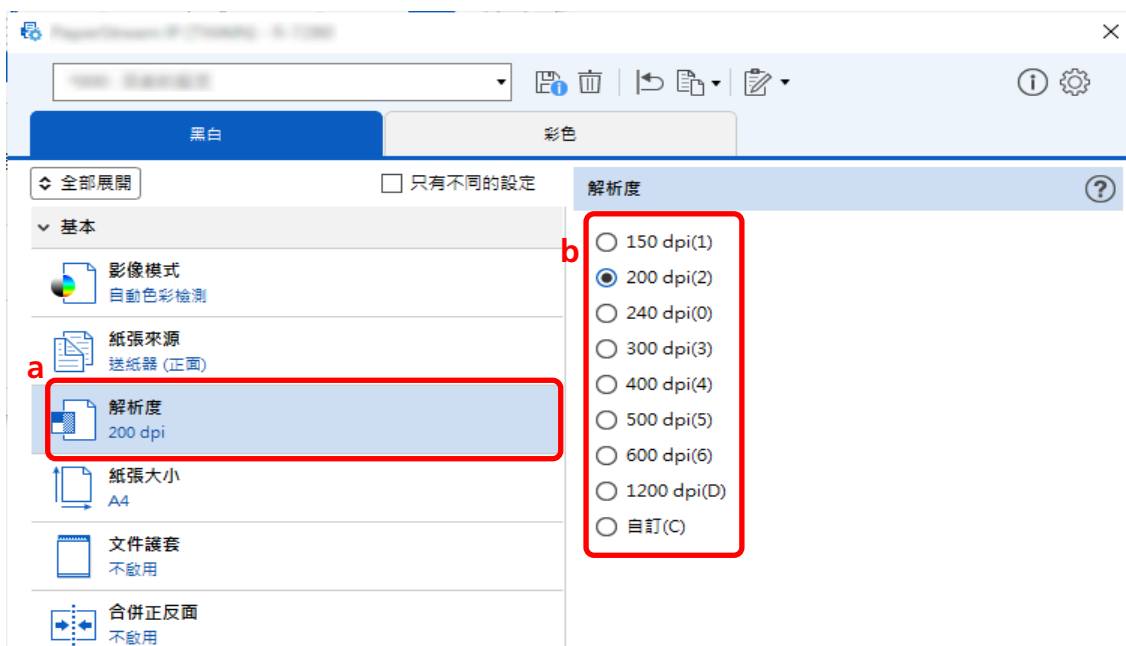 黑白
彩色
全部展開
只有不同的設定
基本
影像模式
自動色彩檢測
紙張來源
送紙器 (正面)
a
解析度
200 dpi
紙張大小
A4
文件護套
不啟用
合併正反面
不啟用
解析度
b
150 dpi(1)
200 dpi(2)
240 dpi(0)
300 dpi(3)
400 dpi(4)
500 dpi(5)
600 dpi(6)
1200 dpi(D)
自訂(C)